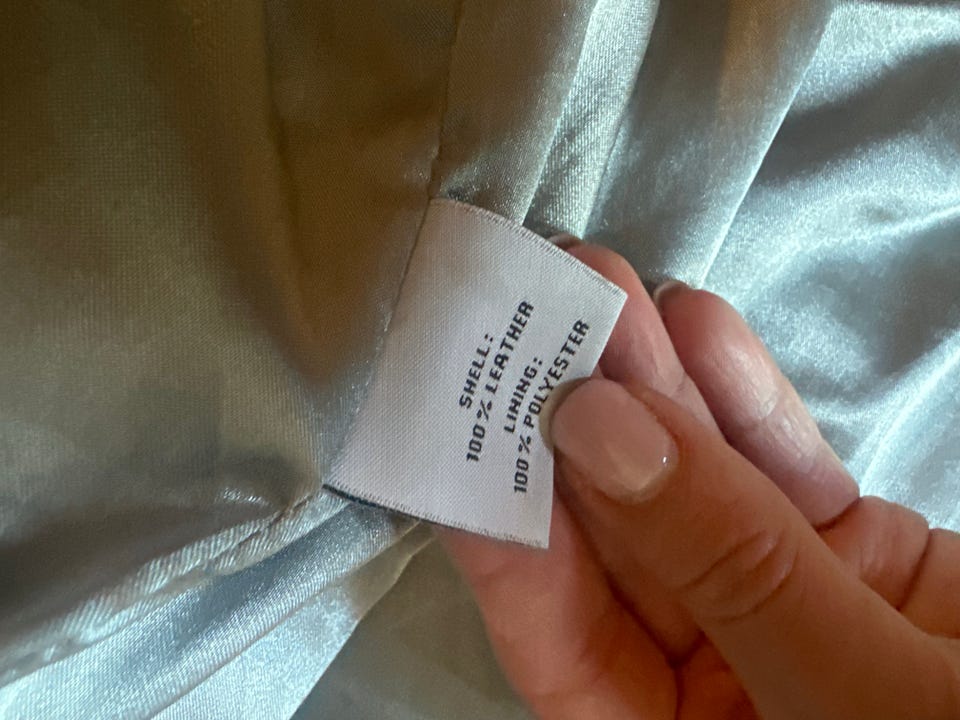 SHELL:
100% LEATHER
LINING:
100% POLYESTER